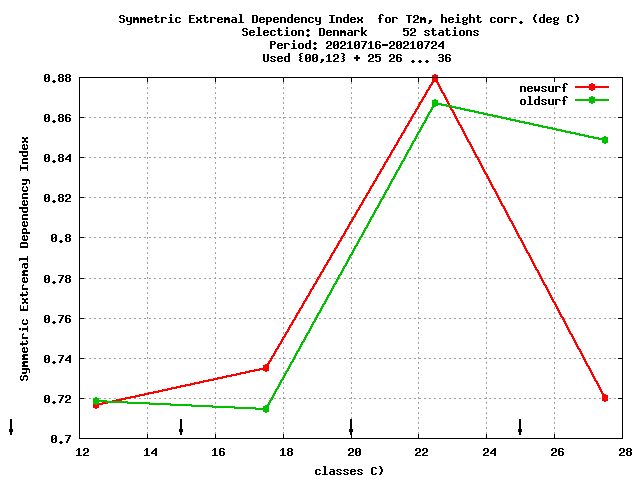 Symmetric Extremal Dependency Index  for T2m, height corr. (deg C)
Selection: Denmark     52 stations
Period: 20210716-20210724
Used {00,12} + 25 26 ... 36
newsurf
oldsurf
Symmetric Extremal Dependency Index
0.88
0.86
0.84
0.82
0.8
0.78
0.76
0.74
0.72
0.7
12 14 16 18 20 22 24 26 28
classes C)